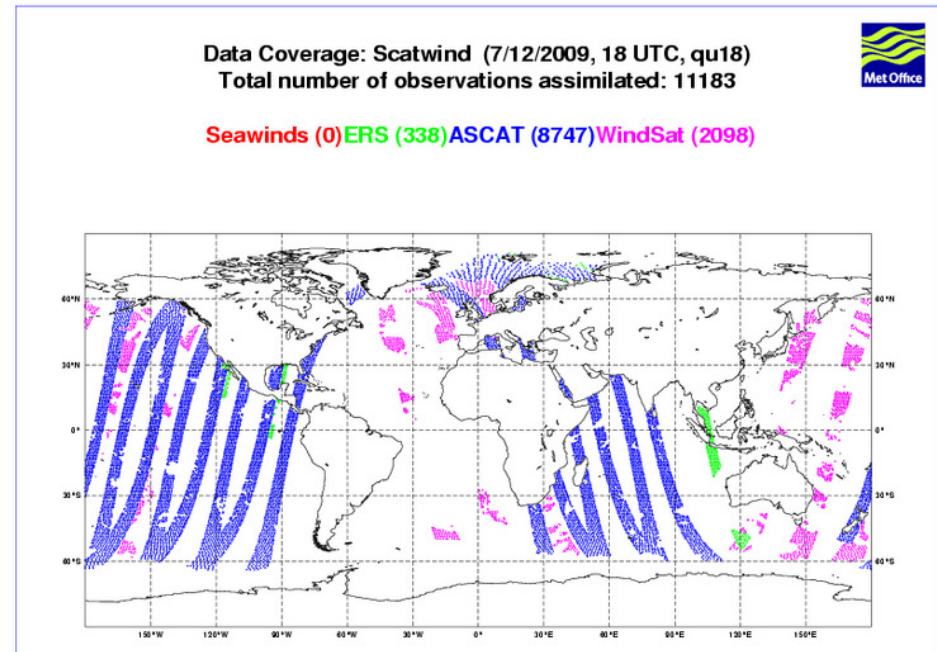 Data Coverage: Scatwind (7/12/2009, 18 UTC, qu18)
Total number of observations assimilated: 11183
Met Office
Seawinds (0) ERS (338) ASCAT (8747) WindSat (2098)
60°N 60°N
30°N 30°N
0° 0°
30°S 30°S
60°S 60°S
150°W 120°W 90°W 60°W 30°W 0° 30°E 60°E 90°E 120°E 150°E